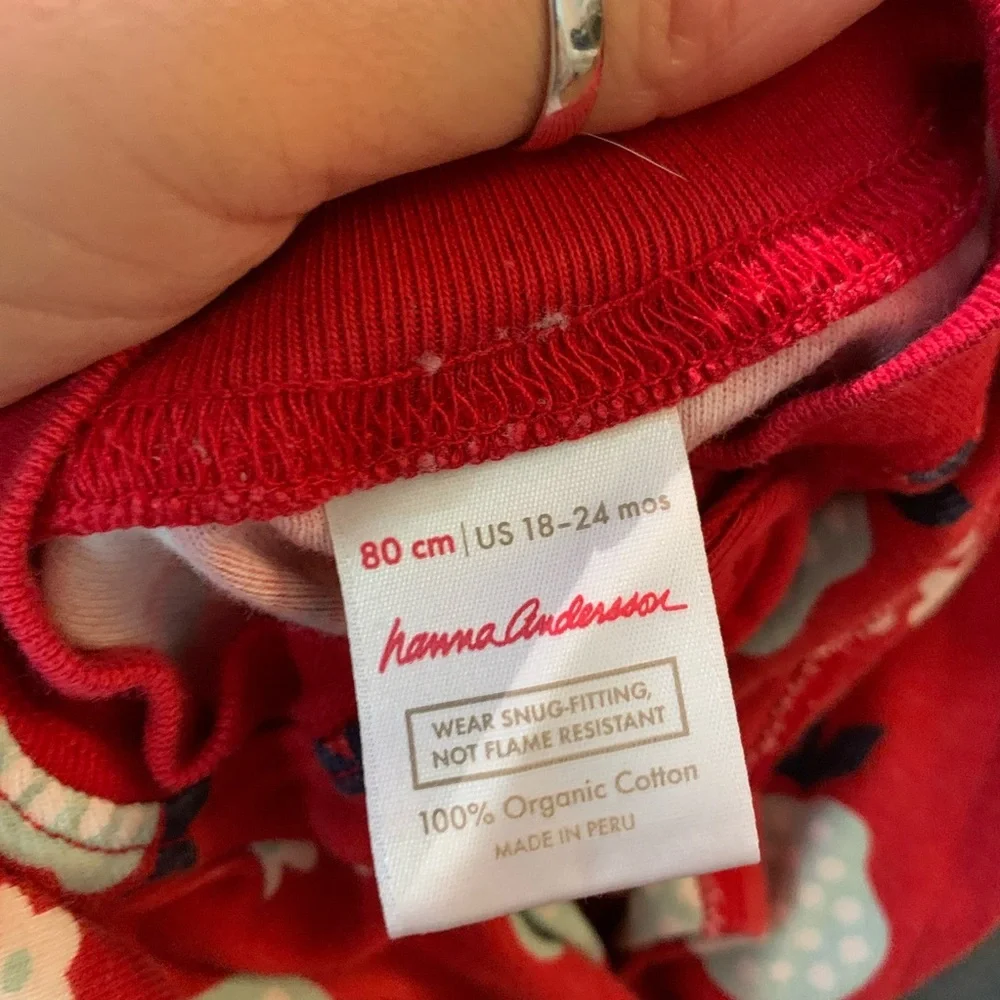 80 cm | US 18-24 mos
hanna Andersson
WEAR SNUG-FITTING,
NOT FLAME RESISTANT
100% Organic Cotton
MADE IN PERU